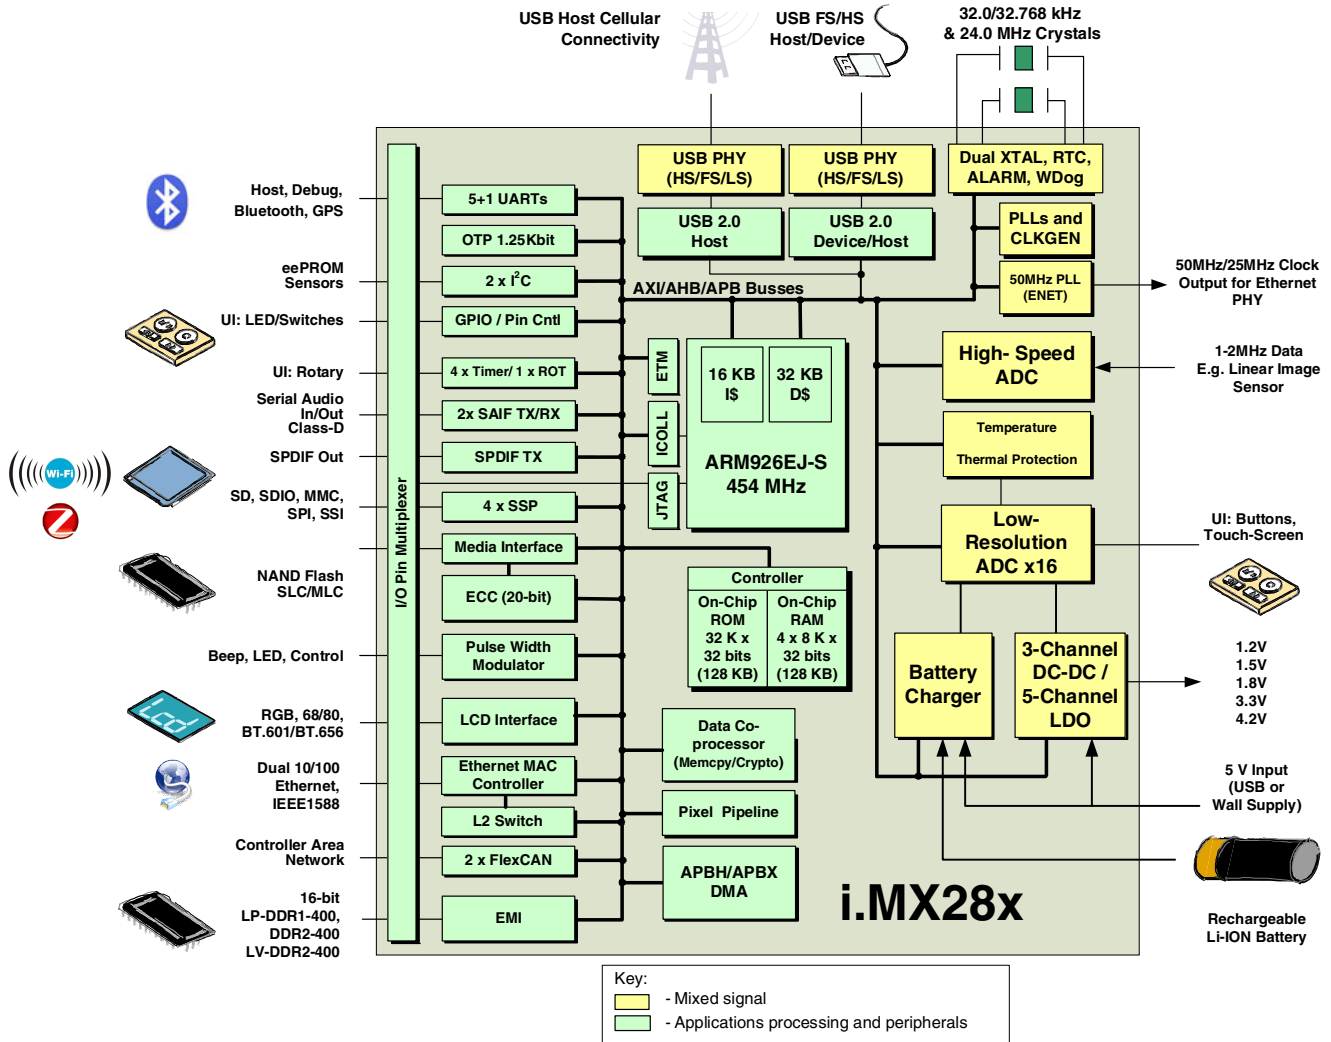 USB Host Cellular
Connectivity
USB FS/HS
Host/Device
32.0/32.768 kHz
& 24.0 MHz Crystals
USB PHY
(HS/FS/LS)
USB PHY
(HS/FS/LS)
Dual XTAL, RTC,
ALARM, WDog
USB 2.0
Host
USB 2.0
Device/Host
PLLs and
CLKGEN
50MHz PLL
(ENET)
50MHz/25MHz Clock
Output for Ethernet
PHY
AXI/AHB/APB Busses
I/O Pin Multiplexer
Host, Debug,
Bluetooth, GPS
5+1 UARTs
OTP 1.25Kbit
eePROM
Sensors
2 x I²C
UI: LED/Switches
GPIO / Pin Cntl
UI: Rotary
4 x Timer/ 1 x ROT
Serial Audio
In/Out
Class-D
2x SAIF TX/RX
SPDIF Out
SPDIF TX
Wi-Fi
Z
SD, SDIO, MMC,
SPI, SSI
4 x SSP
Media Interface
NAND Flash
SLC/MLC
ECC (20-bit)
Beep, LED, Control
Pulse Width
Modulator
Lcd
RGB, 68/80,
BT.601/BT.656
LCD Interface
Dual 10/100
Ethernet,
IEEE1588
Ethernet MAC
Controller
L2 Switch
Controller Area
Network
2 x FlexCAN
16-bit
LP-DDR1-400,
DDR2-400
LV-DDR2-400
EMI
ETM
ICOLL
JTAG
16 KB
I$
32 KB
D$
ARM926EJ-S
454 MHz
Controller
On-Chip
ROM
32 K x
32 bits
(128 KB)
On-Chip
RAM
4 x 8 K x
32 bits
(128 KB)
Data Co-
processor
(Memcpy/Crypto)
Pixel Pipeline
APBH/APBX
DMA
High- Speed
ADC
1-2MHz Data
E.g. Linear Image
Sensor
Temperature
Thermal Protection
Low-
Resolution
ADC x16
UI: Buttons,
Touch-Screen
Battery
Charger
3-Channel
DC-DC /
5-Channel
LDO
1.2V
1.5V
1.8V
3.3V
4.2V
5 V Input
(USB or
Wall Supply)
Rechargeable
Li-ION Battery
i.MX28x
Key:
- Mixed signal
- Applications processing and peripherals